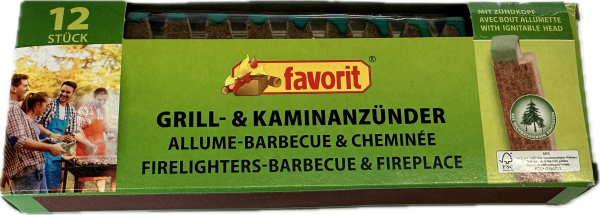 12
STÜCK
favorit®
MIT ZÜNDKOPF
AVEC BOUT ALLUMETTE
WITH IGNITABLE HEAD
GRILL- & KAMINANZÜNDER
ALLUME-BARBECUE & CHEMINÉE
FIRELIGHTERS-BARBECUE & FIREPLACE
FSC
MIX